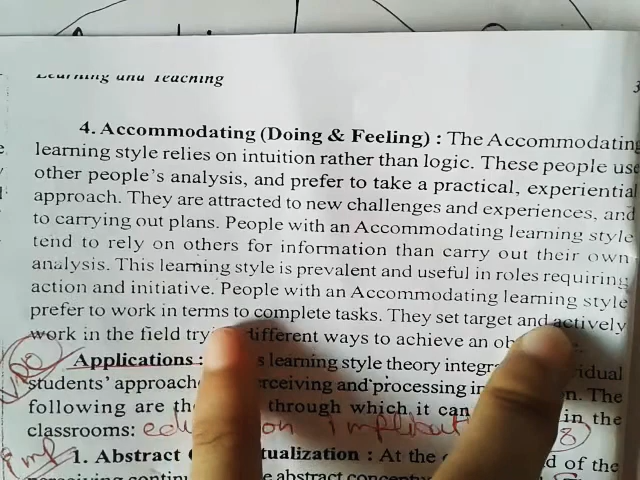 Learning and Teaching
4. Accommodating (Doing & Feeling) : The Accommodating
learning style relies on intuition rather than logic. These people use
other people's analysis, and prefer to take a practical, experiential
approach. They are attracted to new challenges and experiences, and
to carrying out plans. People with an Accommodating learning style
tend to rely on others for information than carry out their own
analysis. This learning style is prevalent and useful in roles requiring
action and initiative. People with an Accommodating learning style
prefer to work in terms to complete tasks. They set target and actively
work in the field different ways to achieve an
Applications : learning style theory
students' approach perceiving and processing The
following are through which it can in the
classrooms:
imp 1. Abstract : At the of the
perceiving abstract